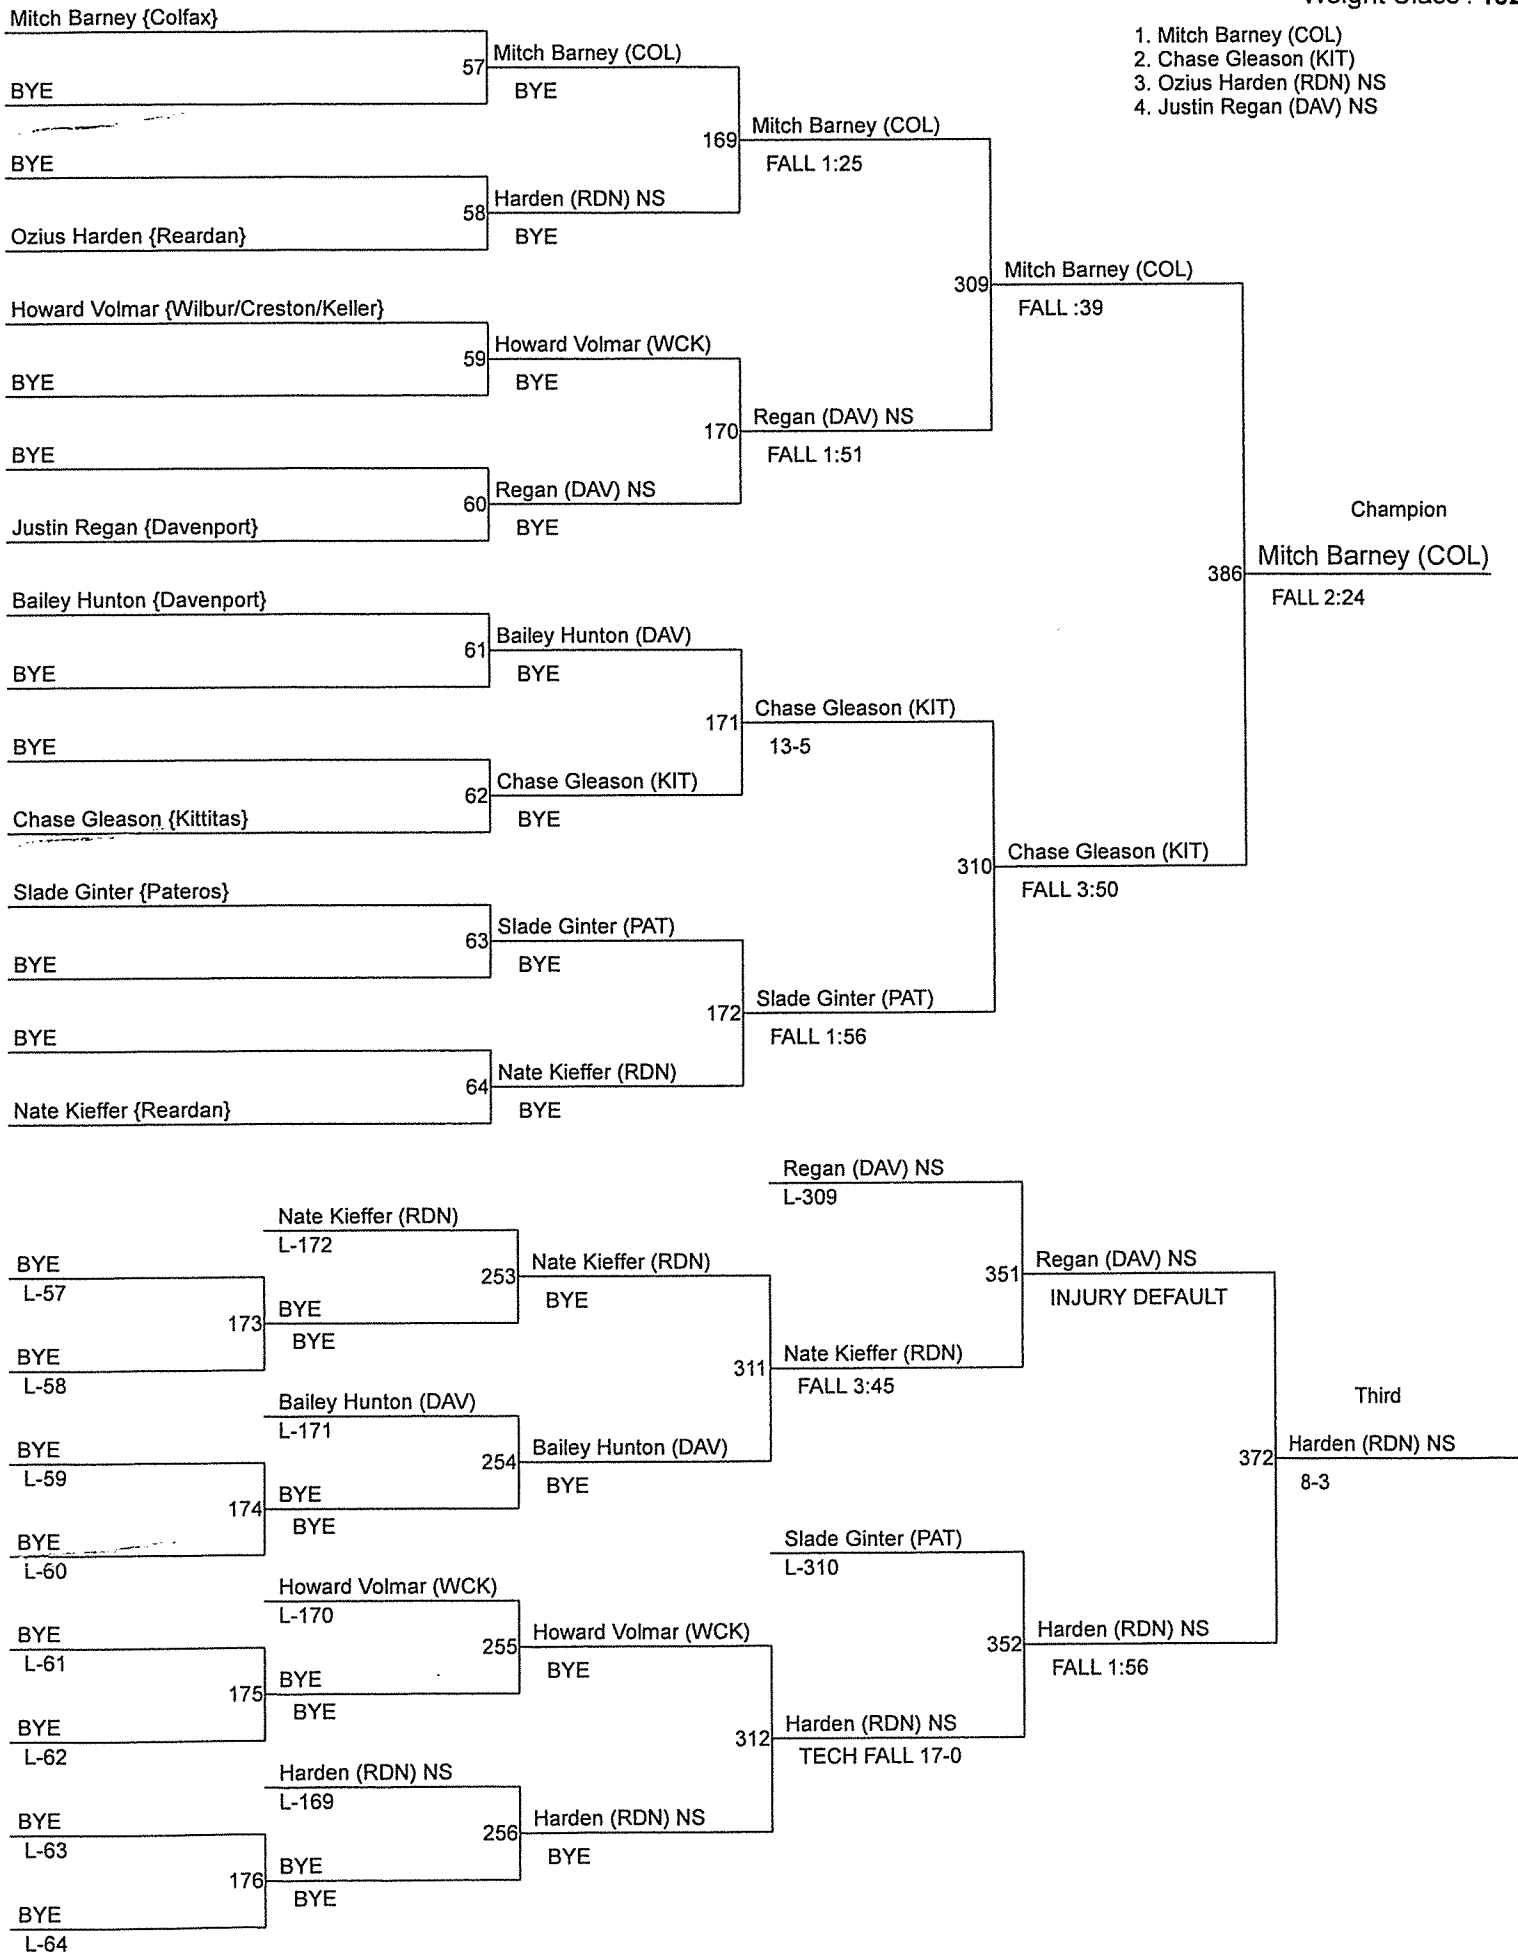 Mitch Barney {Colfax}
57
Mitch Barney (COL)
BYE
BYE
169
Mitch Barney (COL)
FALL 1:25
BYE
58
Harden (RDN) NS
BYE
Ozius Harden {Reardan}
309
Mitch Barney (COL)
FALL :39
Howard Volmar {Wilbur/Creston/Keller}
59
Howard Volmar (WCK)
BYE
BYE
170
Regan (DAV) NS
FALL 1:51
BYE
60
Regan (DAV) NS
BYE
Justin Regan {Davenport}
1. Mitch Barney (COL)
2. Chase Gleason (KIT)
3. Ozius Harden (RDN) NS
4. Justin Regan (DAV) NS
Champion
386
Mitch Barney (COL)
FALL 2:24
Bailey Hunton {Davenport}
61
Bailey Hunton (DAV)
BYE
BYE
171
Chase Gleason (KIT)
13-5
BYE
62
Chase Gleason (KIT)
BYE
Chase Gleason {Kittitas}
310
Chase Gleason (KIT)
FALL 3:50
Slade Ginter {Pateros}
63
Slade Ginter (PAT)
BYE
BYE
172
Slade Ginter (PAT)
FALL 1:56
BYE
64
Nate Kieffer (RDN)
BYE
Nate Kieffer {Reardan}
Regan (DAV) NS
L-309
Nate Kieffer (RDN)
L-172
BYE
L-57
173
BYE
BYE
BYE
L-58
253
Nate Kieffer (RDN)
BYE
351
Regan (DAV) NS
INJURY DEFAULT
311
Nate Kieffer (RDN)
FALL 3:45
Bailey Hunton (DAV)
L-171
BYE
L-59
174
BYE
BYE
BYE
L-60
254
Bailey Hunton (DAV)
BYE
Third
372
Harden (RDN) NS
8-3
Slade Ginter (PAT)
L-310
Howard Volmar (WCK)
L-170
BYE
L-61
175
BYE
BYE
BYE
L-62
255
Howard Volmar (WCK)
BYE
352
Harden (RDN) NS
FALL 1:56
312
Harden (RDN) NS
TECH FALL 17-0
Harden (RDN) NS
L-169
BYE
L-63
176
BYE
BYE
BYE
L-64
256
Harden (RDN) NS
BYE